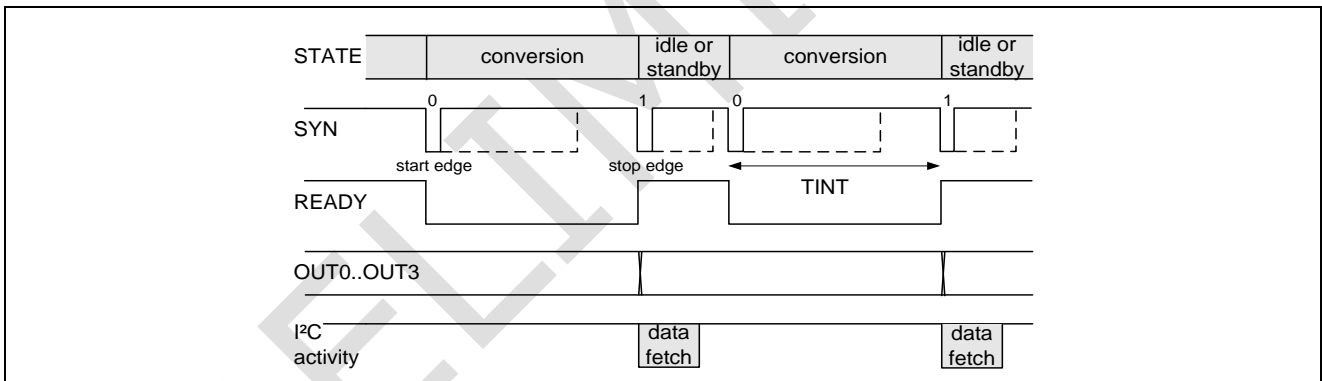 STATE
conversion
idle or
standby
conversion
idle or
standby
0
1
0
1
SYN
start edge
stop edge
TINT
READY
OUT0..OUT3
I²C
activity
data
fetch
data
fetch
ELIM